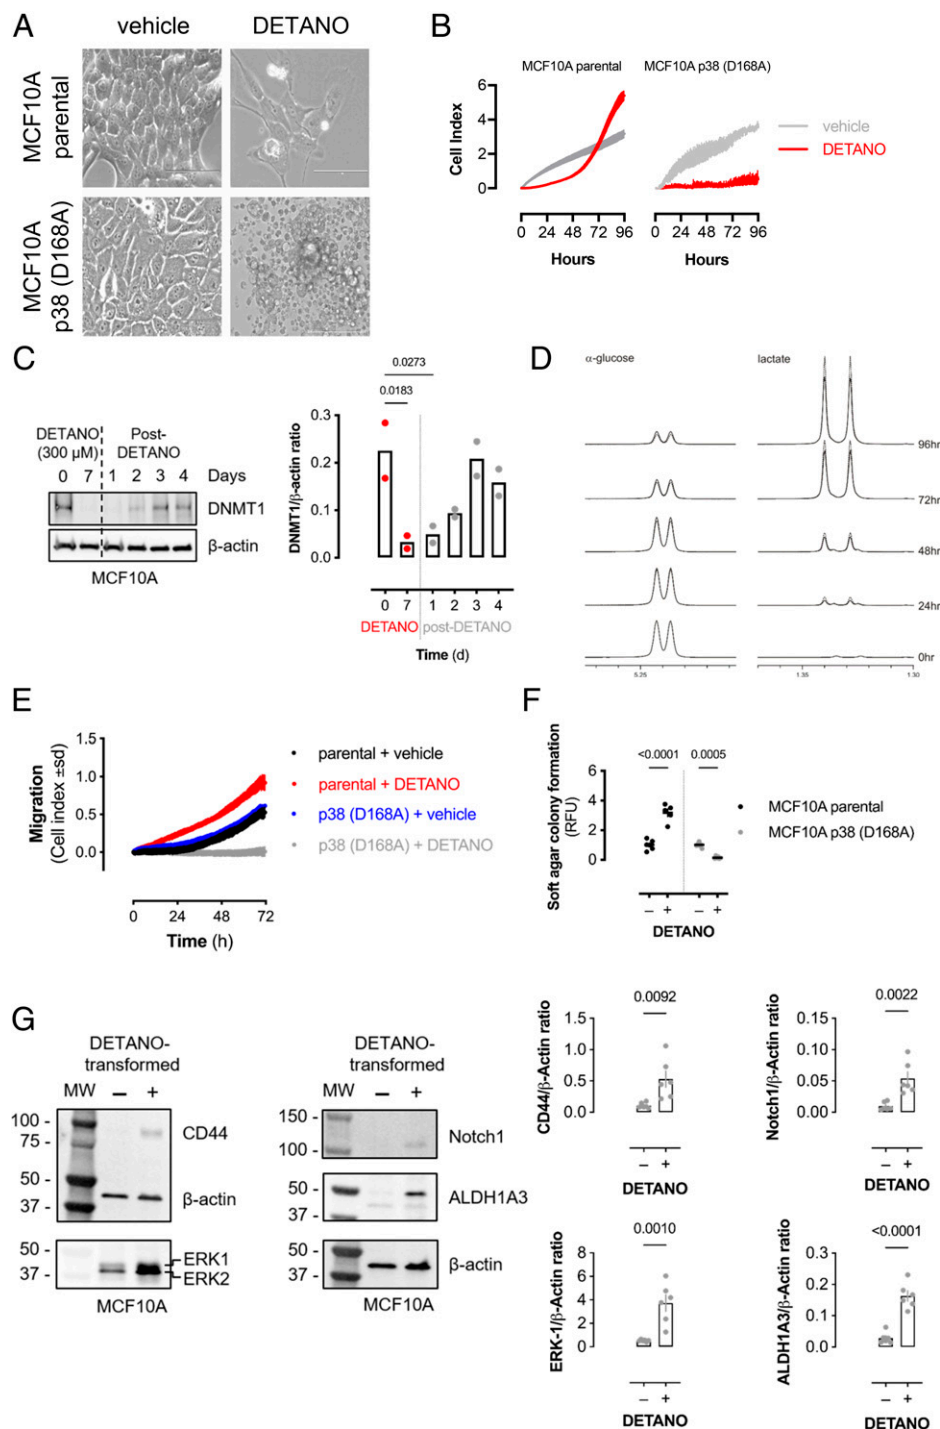 A
vehicle
DETANO
MCF10A
parental
MCF10A
p38 (D168A)
B
MCF10A parental
MCF10A p38 (D168A)
Cell Index
6
4
2
0
0 24 48 72 96
0 24 48 72 96
Hours
Hours
vehicle
DETANO
C
DETANO
(300 µM)
Post-
DETANO
0 7 1 2 3 4 Days
DNMT1
β-actin
MCF10A
0.0273
0.0183
DNMT1/β-actin ratio
0.3
0.2
0.1
0.0
0 7 1 2 3 4
DETANO post-DETANO
Time (d)
D
α-glucose
lactate
96hr
72hr
48hr
24hr
0hr
5.25
1.35
1.30
E
Migration
(Cell index ±sd)
1.5
1.0
0.5
0.0
0 24 48 72
Time (h)
parental + vehicle
parental + DETANO
p38 (D168A) + vehicle
p38 (D168A) + DETANO
F
Soft agar colony formation
(RFU)
<0.0001 0.0005
6
4
2
0
– + – +
DETANO
MCF10A parental
MCF10A p38 (D168A)
G
DETANO-
transformed
MW – +
100 -
75 -
50 -
37 -
CD44
β-actin
50 -
37 -
ERK1
ERK2
MCF10A
DETANO-
transformed
MW – +
150 -
100 -
Notch1
50 -
37 -
ALDH1A3
50 -
37 -
β-actin
MCF10A
CD44/β-Actin ratio
0.0092
1.5
1.0
0.5
0.0
– +
DETANO
Notch1/β-Actin ratio
0.0022
0.15
0.10
0.05
0.00
– +
DETANO
ERK-1/β-Actin ratio
0.0010
8
6
4
2
0
– +
DETANO
ALDH1A3/β-Actin ratio
<0.0001
0.3
0.2
0.1
0.0
– +
DETANO